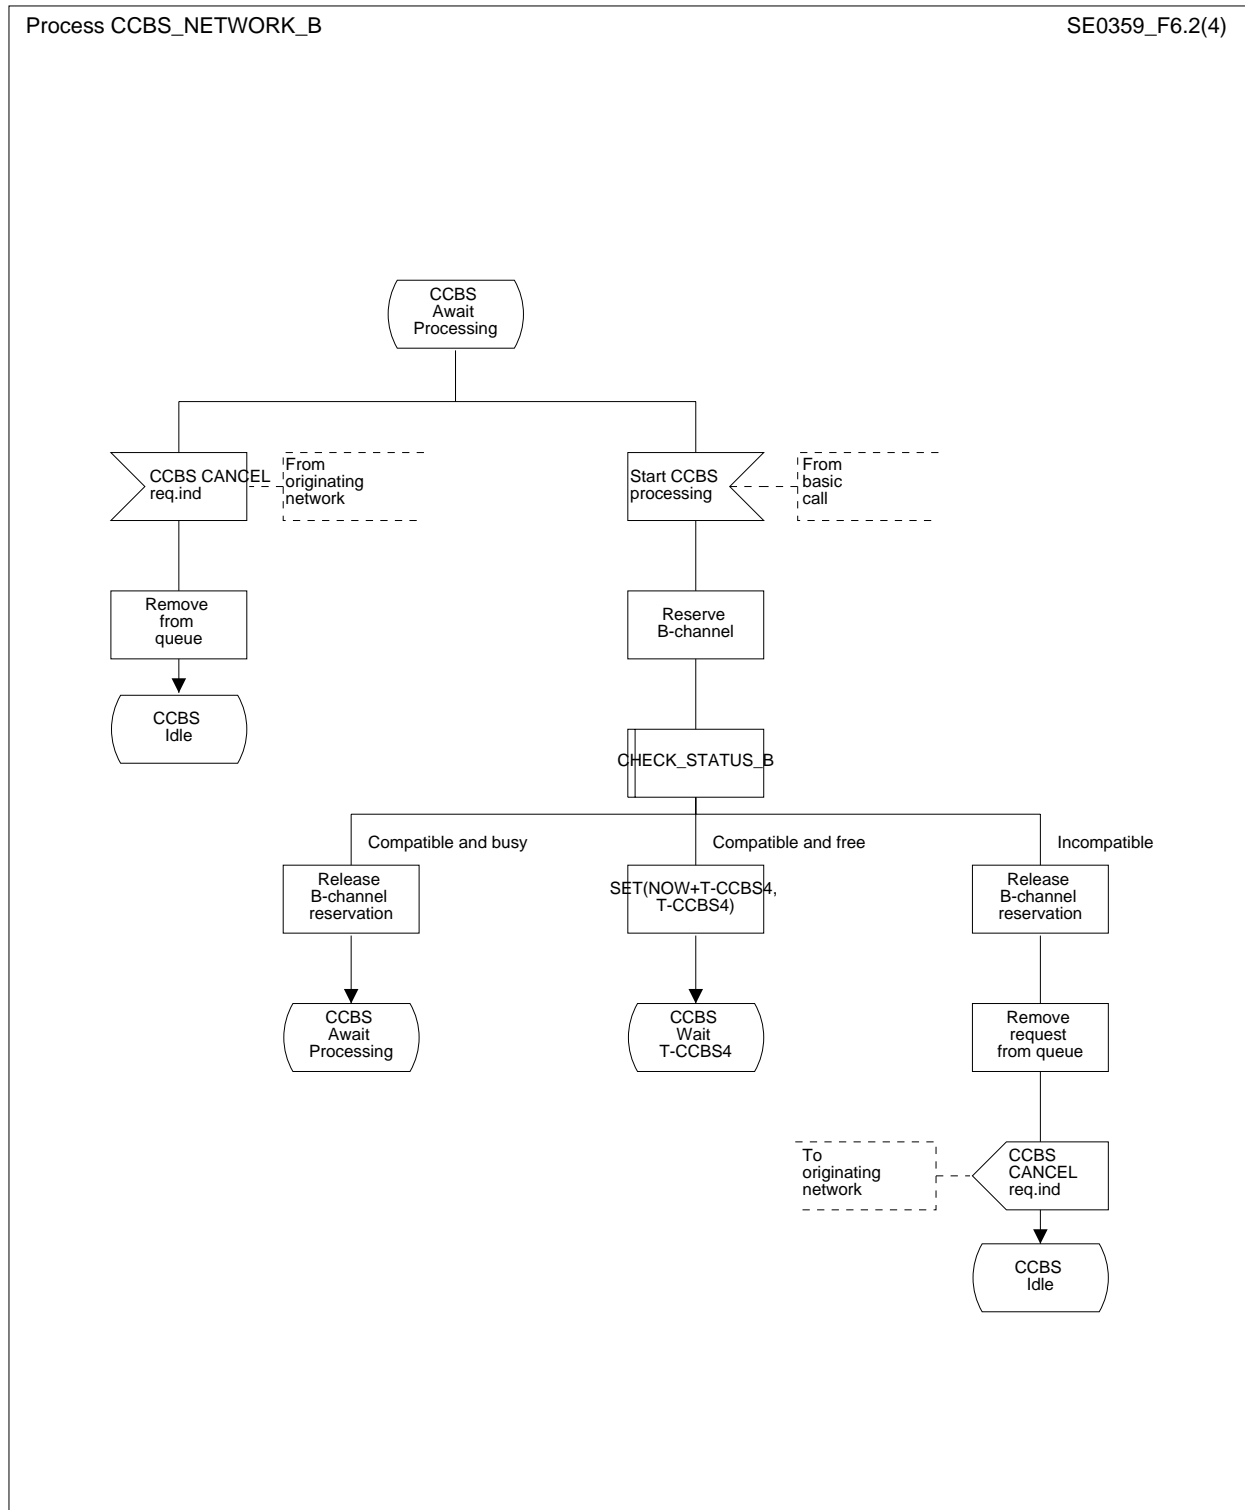 Process CCBS_NETWORK_B
SE0359_F6.2(4)
CCBS
Await
Processing
CCBS CANCEL
req.ind
From
originating
network
Start CCBS
processing
From
basic
call
Remove
from
queue
Reserve
B-channel
CCBS
Idle
CHECK_STATUS_B
Compatible and busy
Compatible and free
Incompatible
Release
B-channel
reservation
SET(NOW+T-CCBS4,
T-CCBS4)
Release
B-channel
reservation
CCBS
Await
Processing
CCBS
Wait
T-CCBS4
Remove
request
from queue
To
originating
network
CCBS
CANCEL
req.ind
CCBS
Idle